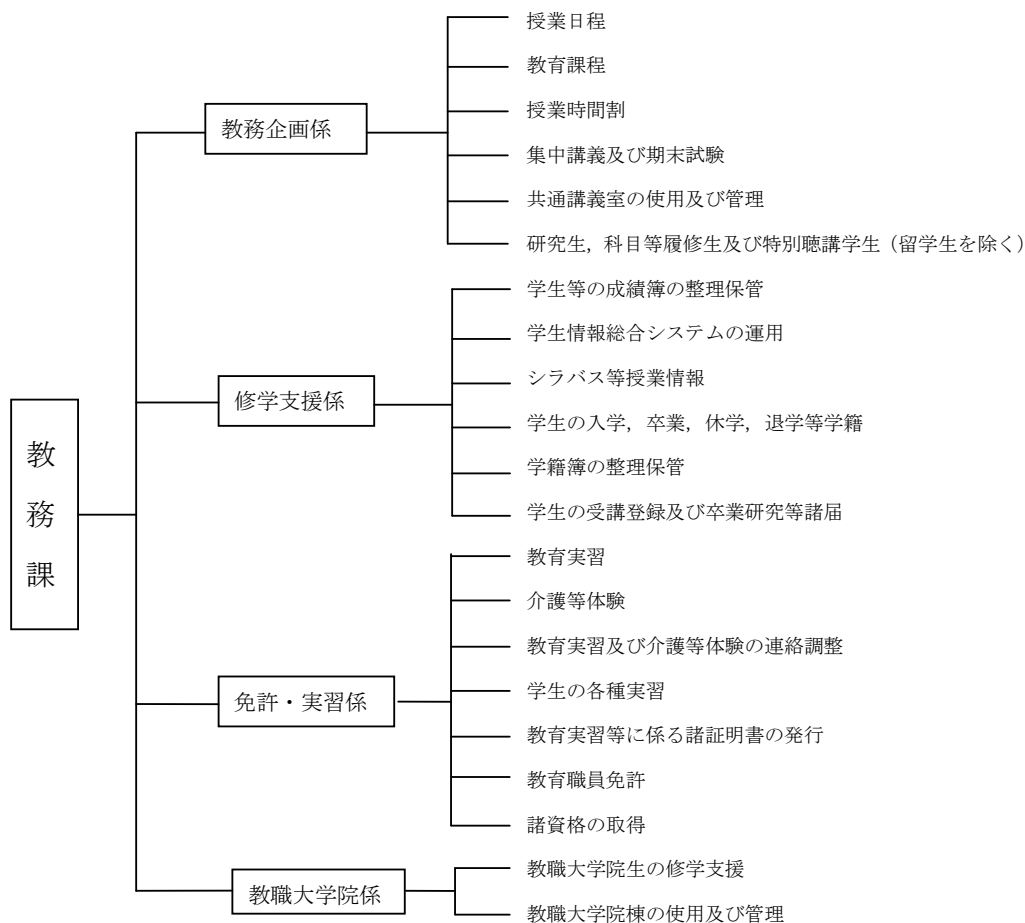 教務課
教務企画係
授業日程
教育課程
授業時間割
集中講義及び期末試験
共通講義室の使用及び管理
研究生，科目等履修生及び特別聴講学生（留学生を除く）
修学支援係
学生等の成績簿の整理保管
学生情報総合システムの運用
シラバス等授業情報
学生の入学，卒業，休学，退学等学籍
学籍簿の整理保管
学生の受講登録及び卒業研究等諸届
免許・実習係
教育実習
介護等体験
教育実習及び介護等体験の連絡調整
学生の各種実習
教育実習等に係る諸証明書の発行
教育職員免許
諸資格の取得
教職大学院係
教職大学院生の修学支援
教職大学院棟の使用及び管理